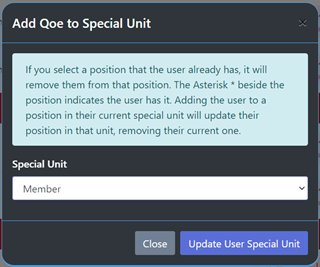 Add Qoe to Special Unit ×
If you select a position that the user already has, it will
remove them from that position. The Asterisk * beside the
position indicates the user has it. Adding the user to a
position in their current special unit will update their
position in that unit, removing their current one.
Special Unit
Member
Close Update User Special Unit